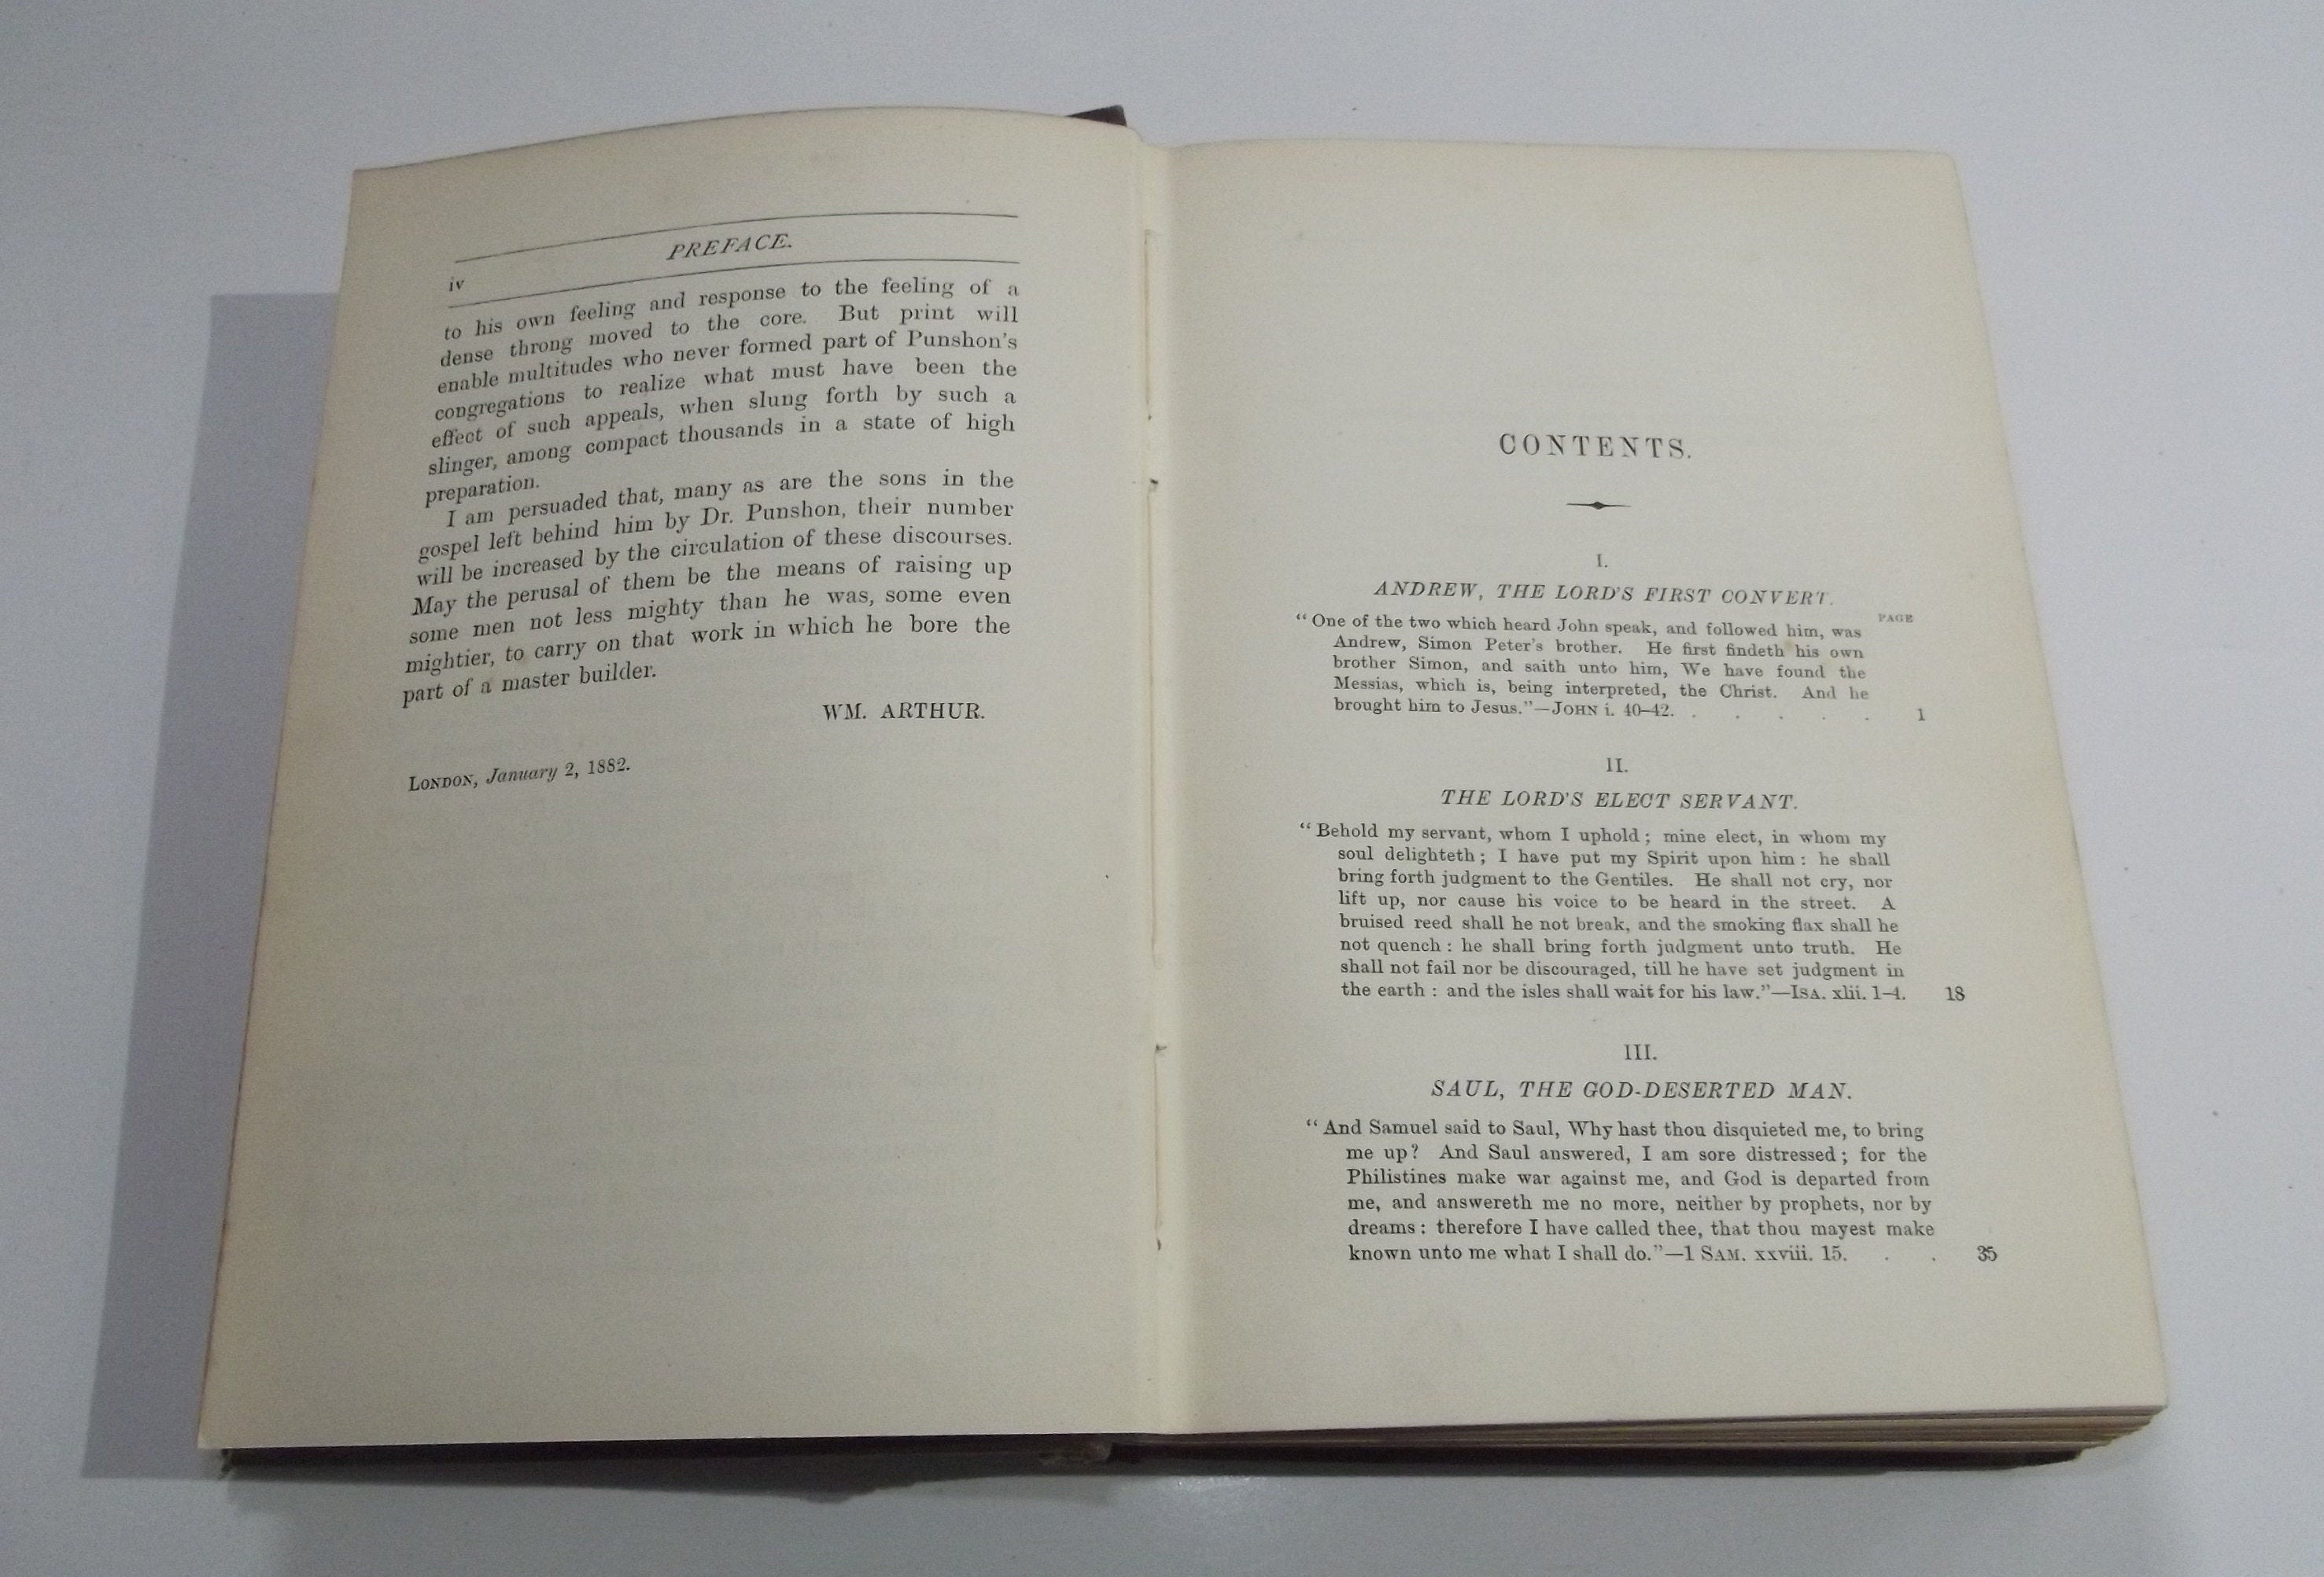 PREFACE.
iv
to his own feeling and response to the feeling of a
dense throng moved to the core. But print will
enable multitudes who never formed part of Punshon's
congregations to realize what must have been the
effect of such appeals, when slung forth by such a
slinger, among compact thousands in a state of high
preparation.
I am persuaded that, many as are the sons in the
gospel left behind him by Dr. Punshon, their number
will be increased by the circulation of these discourses.
May the perusal of them be the means of raising up
some men not less mighty than he was, some even
mightier, to carry on that work in which he bore the
part of a master builder.
WM. ARTHUR.
LONDON, January 2, 1882.
CONTENTS.
I.
ANDREW, THE LORD'S FIRST CONVERT.
PAGE
"One of the two which heard John speak, and followed him, was
Andrew, Simon Peter's brother. He first findeth his own
brother Simon, and saith unto him, We have found the
Messias, which is, being interpreted, the Christ. And he
brought him to Jesus."—JOHN i. 40–42. . . . . . 1
II.
THE LORD'S ELECT SERVANT.
"Behold my servant, whom I uphold; mine elect, in whom my
soul delighteth; I have put my Spirit upon him: he shall
bring forth judgment to the Gentiles. He shall not cry, nor
lift up, nor cause his voice to be heard in the street. A
bruised reed shall he not break, and the smoking flax shall he
not quench: he shall bring forth judgment unto truth. He
shall not fail nor be discouraged, till he have set judgment in
the earth: and the isles shall wait for his law."—ISA. xlii. 1–4. 18
III.
SAUL, THE GOD-DESERTED MAN.
"And Samuel said to Saul, Why hast thou disquieted me, to bring
me up? And Saul answered, I am sore distressed; for the
Philistines make war against me, and God is departed from
me, and answereth me no more, neither by prophets, nor by
dreams: therefore I have called thee, that thou mayest make
known unto me what I shall do."—1 SAM. xxviii. 15. . . 35